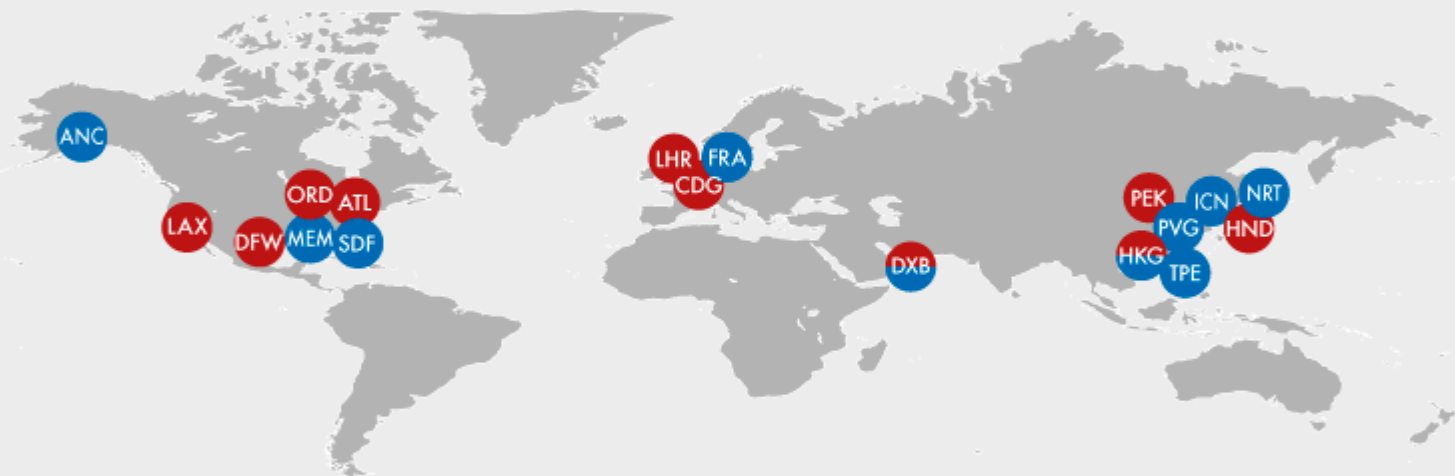 ANC
LAX
DFW
ORD
ATL
MEM
SDF
LHR
FRA
CDG
DXB
PEK
ICN
NRT
PVG
HND
HKG
TPE